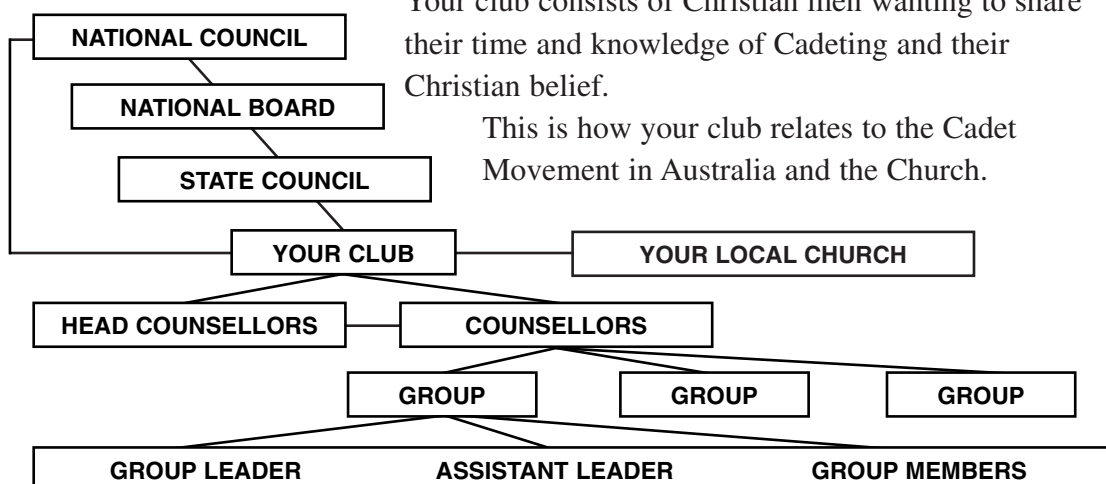 Your club consists of Christian men wanting to share
their time and knowledge of Cadeting and their
Christian belief.
This is how your club relates to the Cadet
Movement in Australia and the Church.
NATIONAL COUNCIL
NATIONAL BOARD
STATE COUNCIL
YOUR CLUB
YOUR LOCAL CHURCH
HEAD COUNSELLORS
COUNSELLORS
GROUP
GROUP
GROUP
GROUP LEADER
ASSISTANT LEADER
GROUP MEMBERS